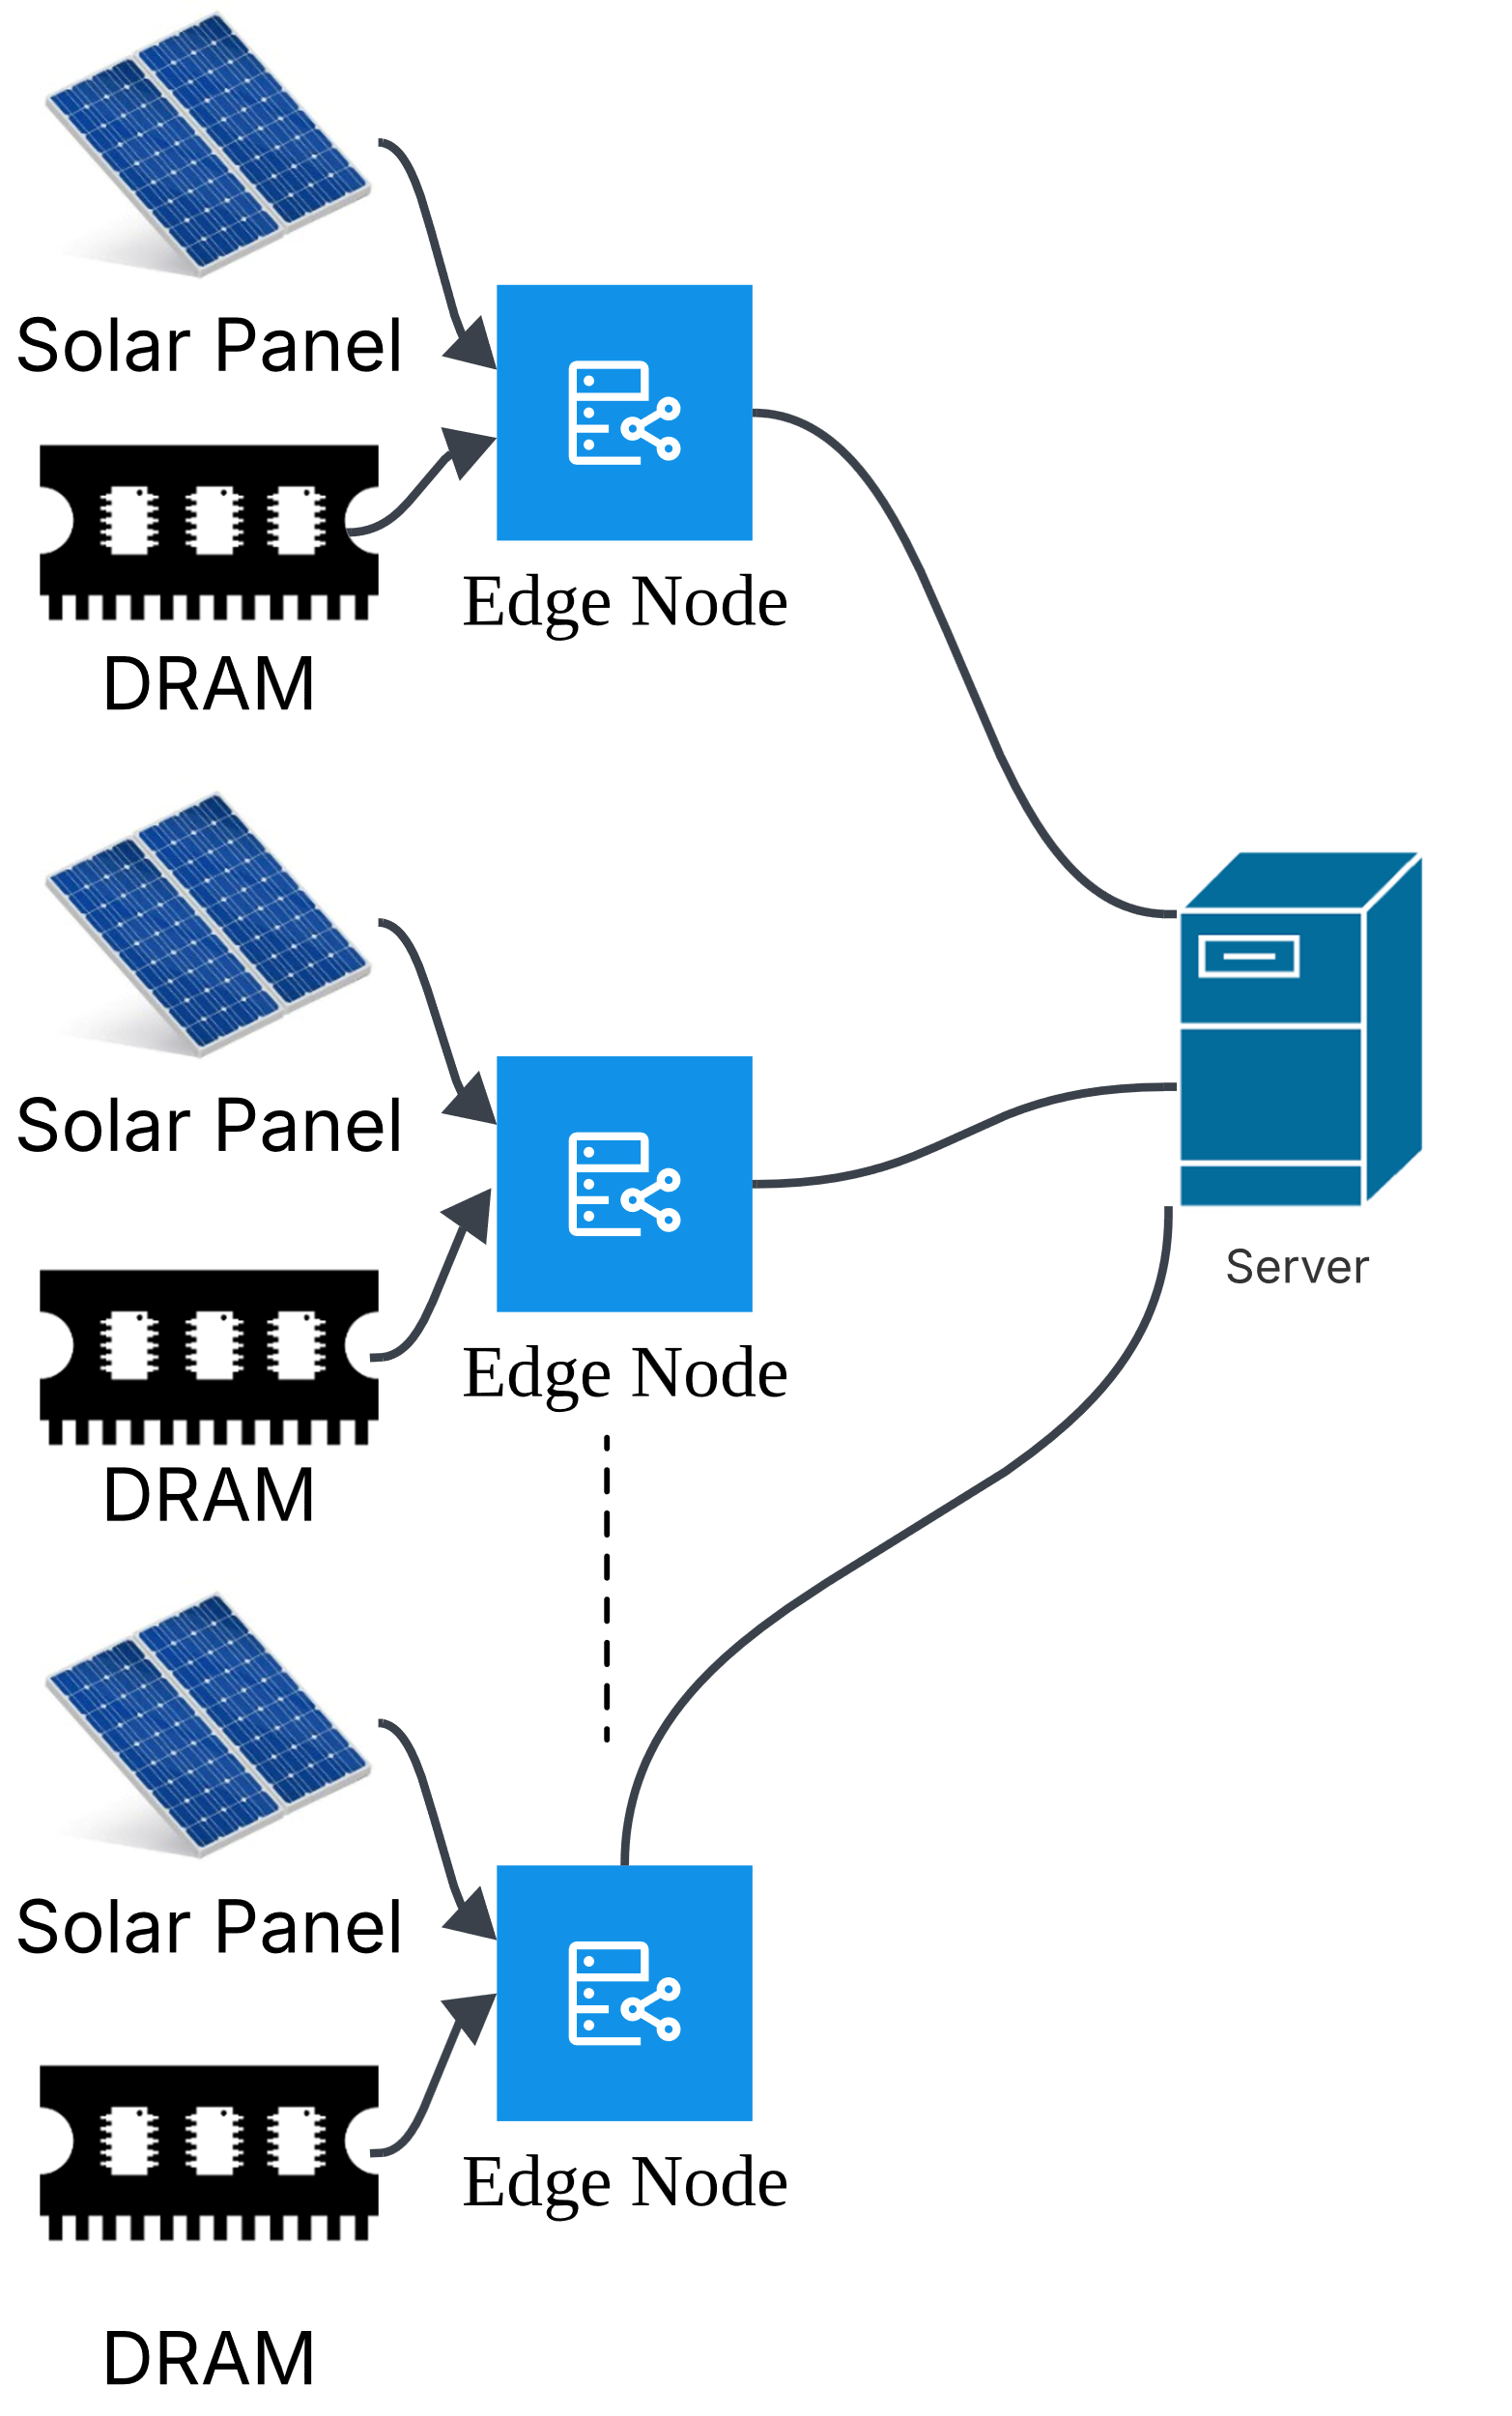 Solar Panel
Edge Node
DRAM
Solar Panel
Server
Edge Node
DRAM
Solar Panel
Edge Node
DRAM